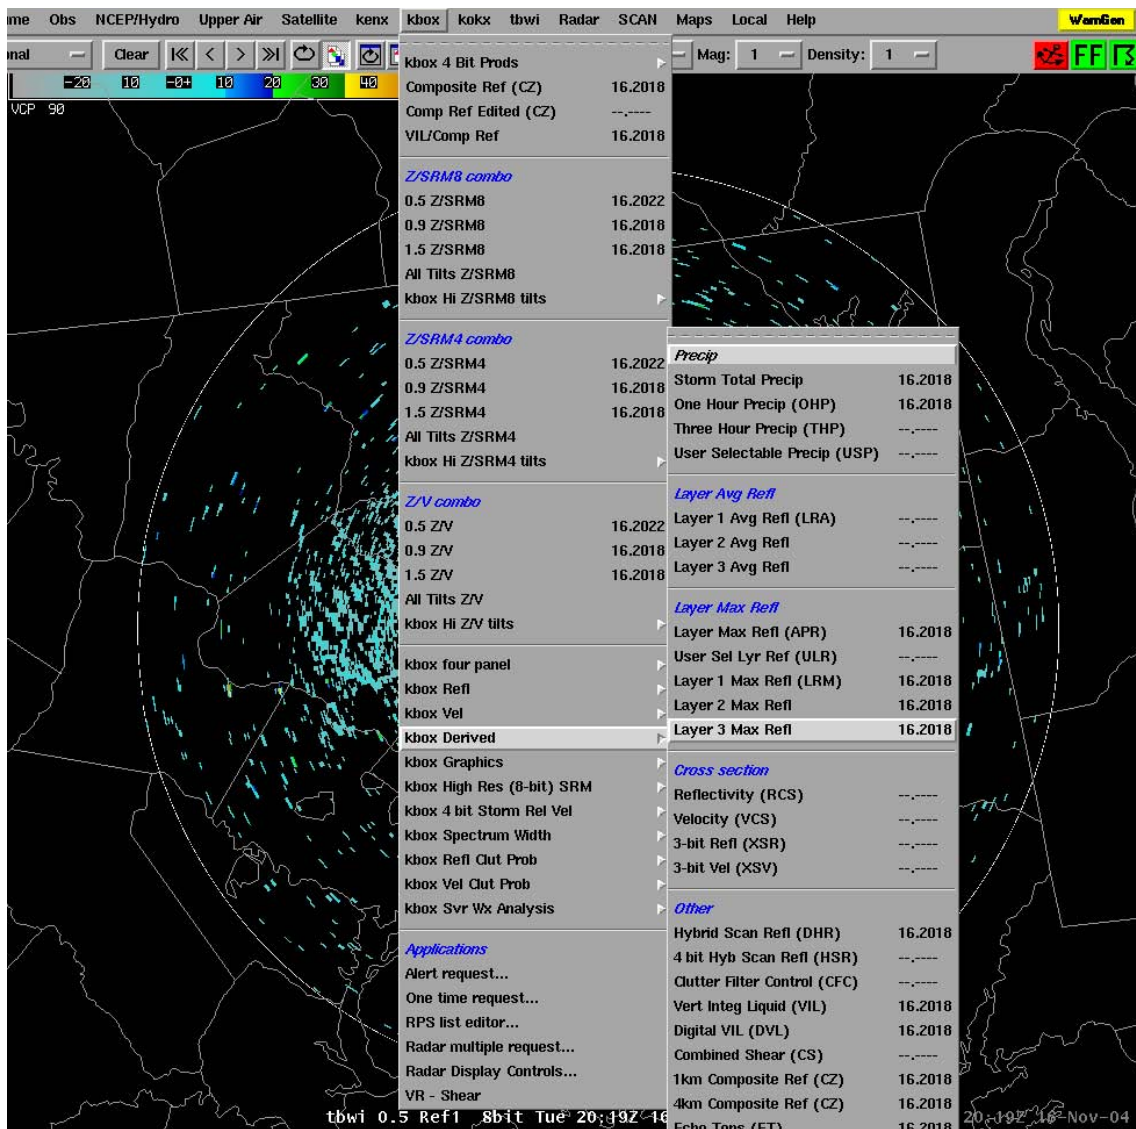 me Obs NCEP/Hydro Upper Air Satellite kenx kbox kokx tbwi Radar SCAN Maps Local Help WarnGen
nal Clear Mag: 1 Density: 1 FF
-20 10 -0+ 10 20 30 40
VCP 90
kbox 4 Bit Prods
Composite Ref (CZ) 16.2018
Comp Ref Edited (CZ) --.----
VIL/Comp Ref 16.2018
Z/SRM8 combo
0.5 Z/SRM8 16.2022
0.9 Z/SRM8 16.2018
1.5 Z/SRM8 16.2018
All Tilts Z/SRM8
kbox Hi Z/SRM8 tilts
Z/SRM4 combo
0.5 Z/SRM4 16.2022
0.9 Z/SRM4 16.2018
1.5 Z/SRM4 16.2018
All Tilts Z/SRM4
kbox Hi Z/SRM4 tilts
Z/V combo
0.5 Z/V 16.2022
0.9 Z/V 16.2018
1.5 Z/V 16.2018
All Tilts Z/V
kbox Hi Z/V tilts
kbox four panel
kbox Refl
kbox Vel
kbox Derived
kbox Graphics
kbox High Res (8-bit) SRM
kbox 4 bit Storm Rel Vel
kbox Spectrum Width
kbox Refl Clut Prob
kbox Vel Clut Prob
kbox Svr Wx Analysis
Applications
Alert request...
One time request...
RPS list editor...
Radar multiple request...
Radar Display Controls...
VR - Shear
Precip
Storm Total Precip 16.2018
One Hour Precip (OHP) 16.2018
Three Hour Precip (THP) --.----
User Selectable Precip (USP) --.----
Layer Avg Refl
Layer 1 Avg Refl (LRA) --.----
Layer 2 Avg Refl --.----
Layer 3 Avg Refl --.----
Layer Max Refl
Layer Max Refl (APR) 16.2018
User Sel Lyr Ref (ULR) --.----
Layer 1 Max Refl (LRM) 16.2018
Layer 2 Max Refl 16.2018
Layer 3 Max Refl 16.2018
Cross section
Reflectivity (RCS) --.----
Velocity (VCS) --.----
3-bit Refl (XSR) --.----
3-bit Vel (XSV) --.----
Other
Hybrid Scan Refl (DHR) 16.2018
4 bit Hyb Scan Refl (HSR) --.----
Clutter Filter Control (CFC) --.----
Vert Integ Liquid (VIL) 16.2018
Digital VIL (DVL) 16.2018
Combined Shear (CS) --.----
1km Composite Ref (CZ) 16.2018
4km Composite Ref (CZ) 16.2018
Echo Tops (ET) 16.2018
tbwi 0.5 Refl 8bit Tue 20:19Z 16 20:19Z 16-Nov-04